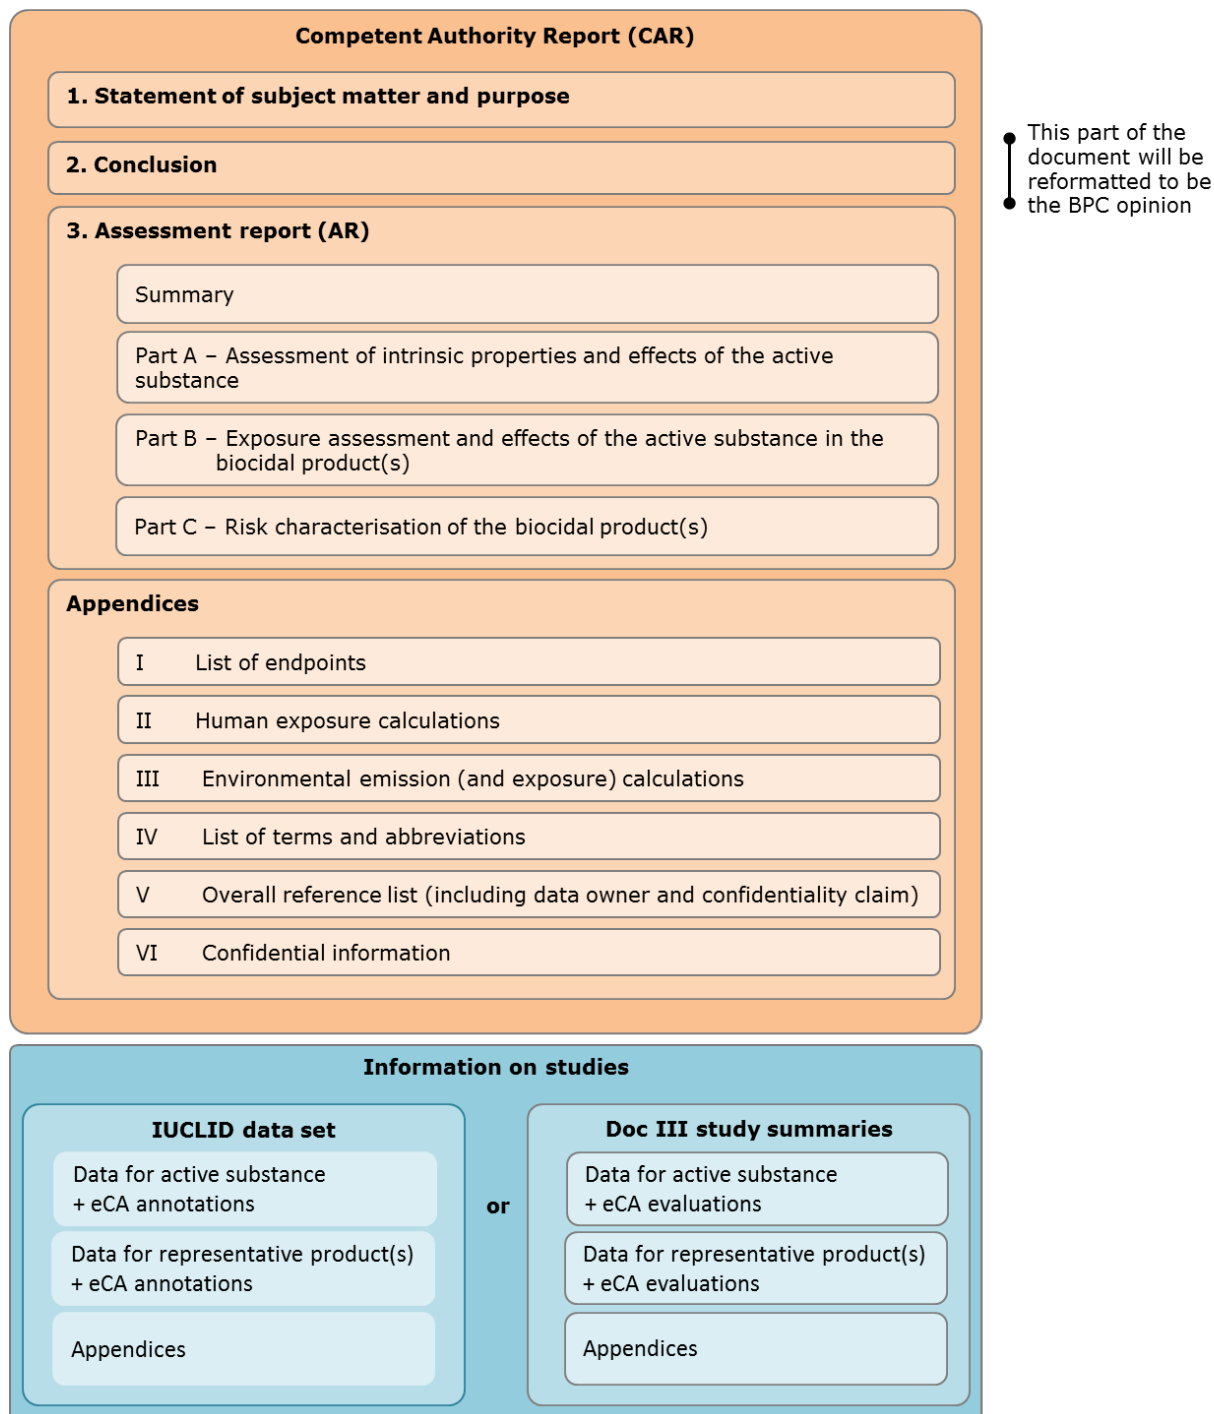 Competent Authority Report (CAR)
1. Statement of subject matter and purpose
This part of the
document will be
reformatted to be
the BPC opinion
2. Conclusion
3. Assessment report (AR)
Summary
Part A – Assessment of intrinsic properties and effects of the active
substance
Part B – Exposure assessment and effects of the active substance in the
biocidal product(s)
Part C – Risk characterisation of the biocidal product(s)
Appendices
I List of endpoints
II Human exposure calculations
III Environmental emission (and exposure) calculations
IV List of terms and abbreviations
V Overall reference list (including data owner and confidentiality claim)
VI Confidential information
Information on studies
IUCLID data set
Data for active substance
+ eCA annotations
Data for representative product(s)
+ eCA annotations
Appendices
or
Doc III study summaries
Data for active substance
+ eCA evaluations
Data for representative product(s)
+ eCA evaluations
Appendices